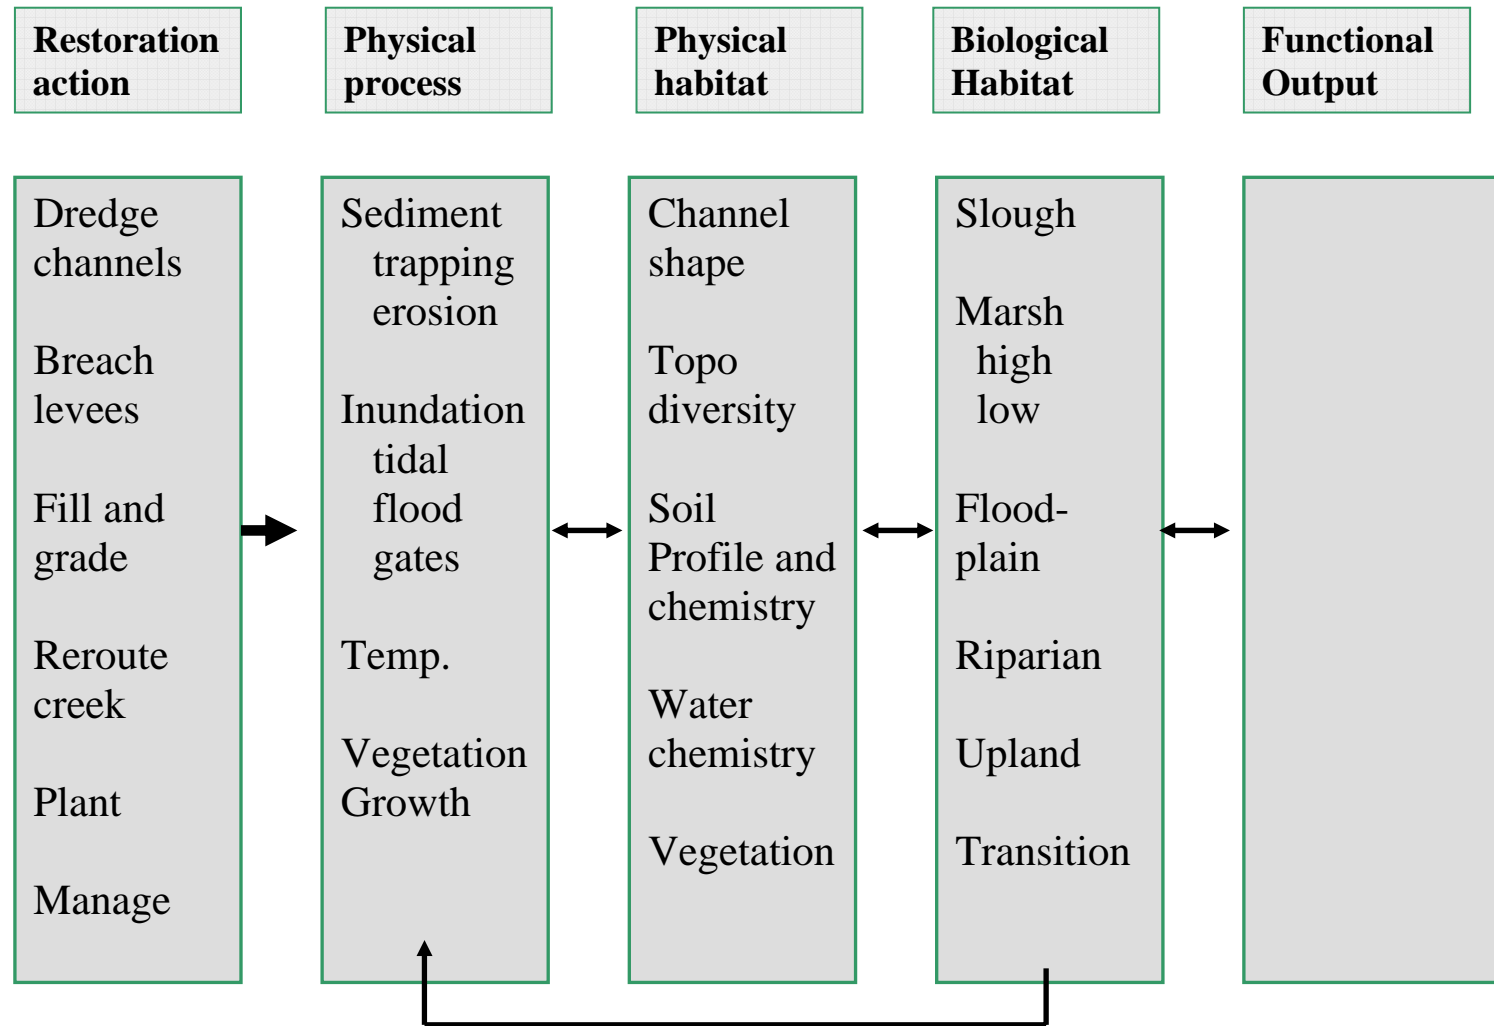 Restoration
action
Physical
process
Physical
habitat
Biological
Habitat
Functional
Output
Dredge
channels
Breach
levees
Fill and
grade
Reroute
creek
Plant
Manage
Sediment
trapping
erosion
Inundation
tidal
flood
gates
Temp.
Vegetation
Growth
Channel
shape
Topo
diversity
Soil
Profile and
chemistry
Water
chemistry
Vegetation
Slough
Marsh
high
low
Flood-
plain
Riparian
Upland
Transition